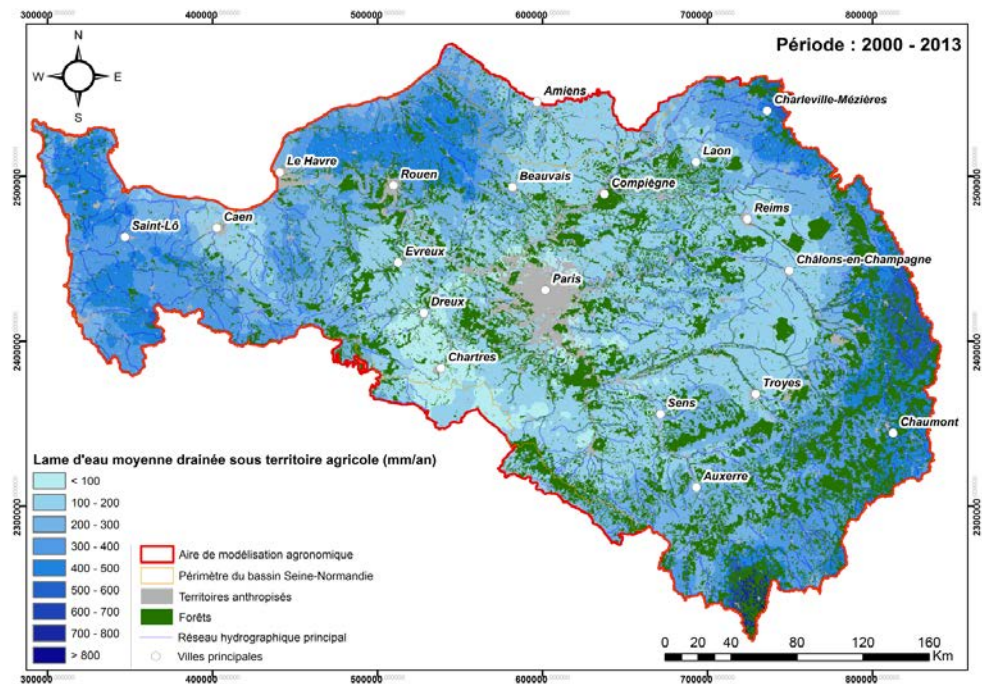 300000 400000 500000 600000 700000 800000
Période : 2000 - 2013
N
W E
S
Amiens
Charleville-Mézières
Laon
Le Havre
Rouen
Beauvais
Compiègne
Reims
Saint-Lô
Caen
Châlons-en-Champagne
Evreux
Paris
Dreux
Chartres
Troyes
Sens
Chaumont
Auxerre
2500000
2400000
2300000
2500000
2400000
2300000
Lame d'eau moyenne drainée sous territoire agricole (mm/an)
< 100
100 - 200
200 - 300
300 - 400
400 - 500
500 - 600
600 - 700
700 - 800
> 800
Aire de modélisation agronomique
Périmètre du bassin Seine-Normandie
Territoires anthropisés
Forêts
Réseau hydrographique principal
Villes principales
0 20 40 80 120 160
Km
300000 400000 500000 600000 700000 800000